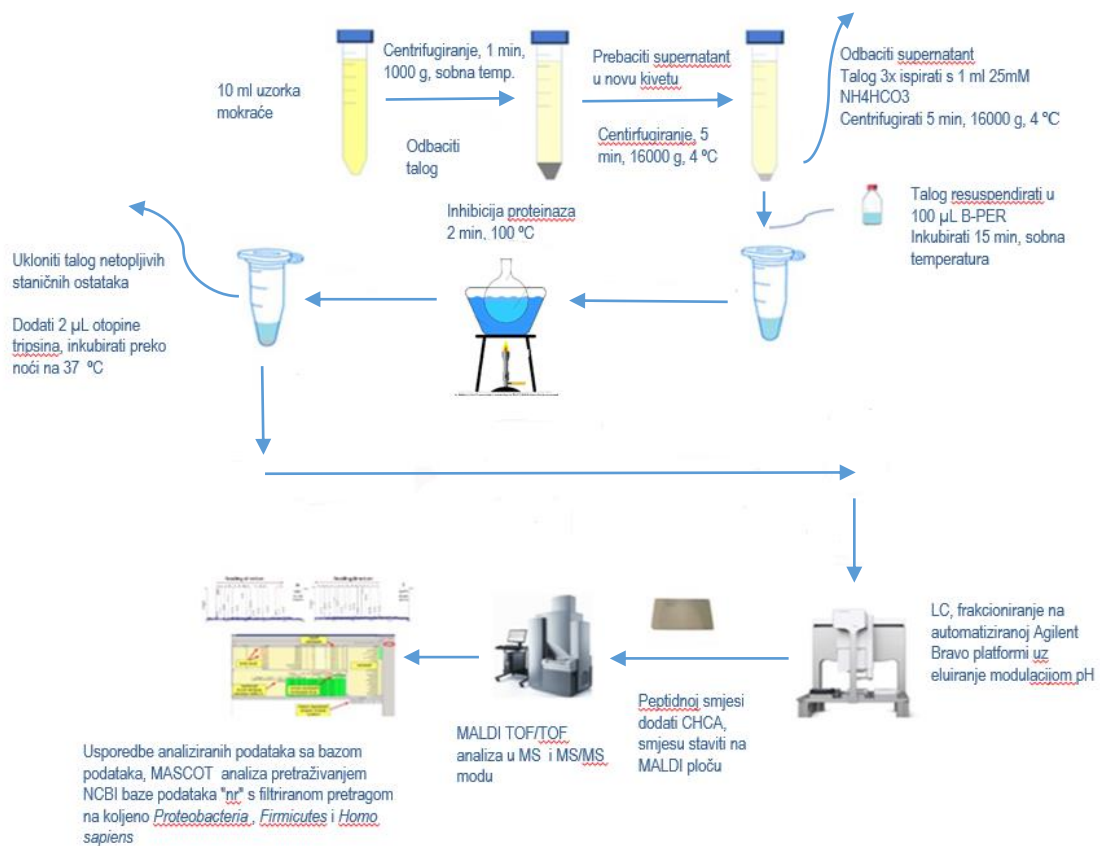 10 ml uzorka
mokraće
Centrifugiranje, 1 min,
1000 g, sobna temp.
Odbaciti
talog
Prebaciti supernatant
u novu kivetu
Centirfugiranje, 5
min, 16000 g, 4 ºC
Odbaciti supernatant
Talog 3x ispirati s 1 ml 25mM
NH4HCO3
Centrifugirati 5 min, 16000 g, 4 ºC
Talog resuspendirati u
100 µL B-PER
Inkubirati 15 min, sobna
temperatura
Inhibicija proteinaza
2 min, 100 ºC
Ukloniti talog netopljivih
staničnih ostataka
Dodati 2 µL otopine
tripsina, inkubirati preko
noći na 37 ºC
LC, frakcioniranje na
automatiziranoj Agilent
Bravo platformi uz
eluiranje modulacijom pH
Peptidnoj smjesi
dodati CHCA,
smjesu staviti na
MALDI ploču
MALDI TOF/TOF
analiza u MS i MS/MS
modu
Usporedbe analiziranih podataka sa bazom
podataka, MASCOT analiza pretraživanjem
NCBI baze podataka "nr" s filtriranom pretragom
na koljeno Proteobacteria , Firmicutes i Homo
sapiens